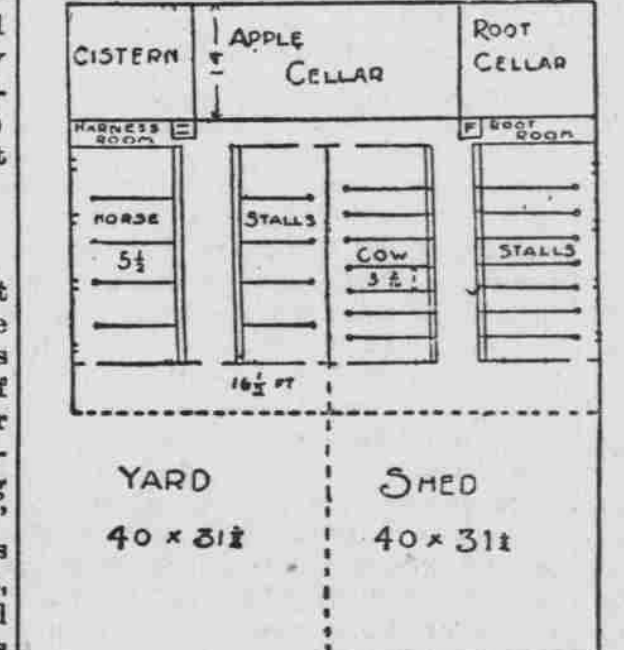 CISTERN
APPLE
CELLAR
ROOT
CELLAR
HARNESS
ROOM
F
ROOT
ROOM
HORSE
5½
STALLS
COW
STALLS
16½ FT
YARD
40 × 31½
SHED
40 × 31½